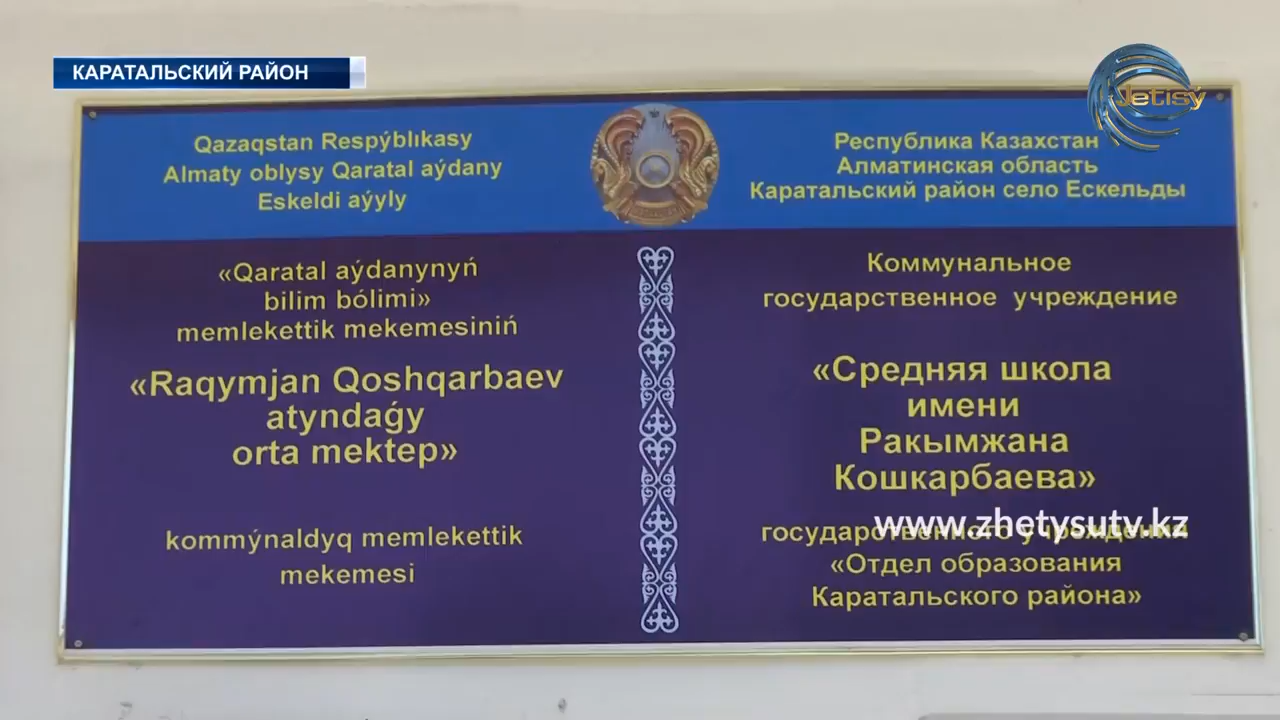 КАРАТАЛЬСКИЙ РАЙОН
Jetisý
Qazaqstan Respýblıkasy
Almaty oblysy Qaratal aýdany
Eskeldi aýyly
«Qaratal aýdanynyń
bilim bólimi»
memlekettik mekemesiniń
«Raqymjan Qoshqarbaev
atyndaǵy
orta mektep»
kommýnaldyq memlekettik
mekemesi
Республика Казахстан
Алматинская область
Каратальский район село Ескельды
Коммунальное
государственное учреждение
«Средняя школа
имени
Ракымжана
Кошкарбаева»
www.zhetysutv.kz
государственного учреждения
«Отдел образования
Каратальского района»